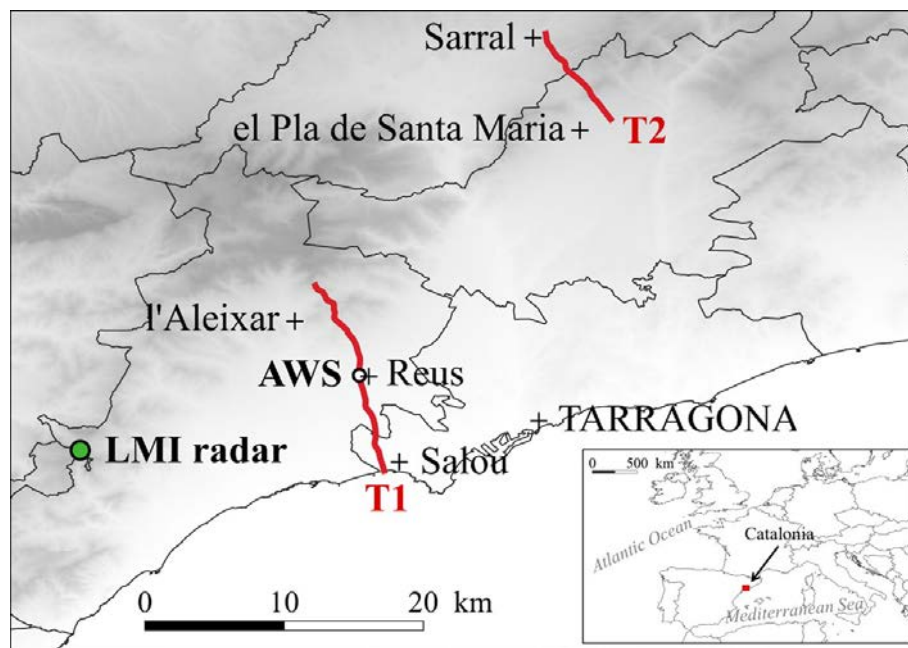 Sarral
el Pla de Santa Maria
T2
l'Aleixar
AWS
Reus
TARRAGONA
LMI radar
Salou
T1
0 10 20 km
0 500 km
Atlantic Ocean
Catalonia
Mediterranean Sea